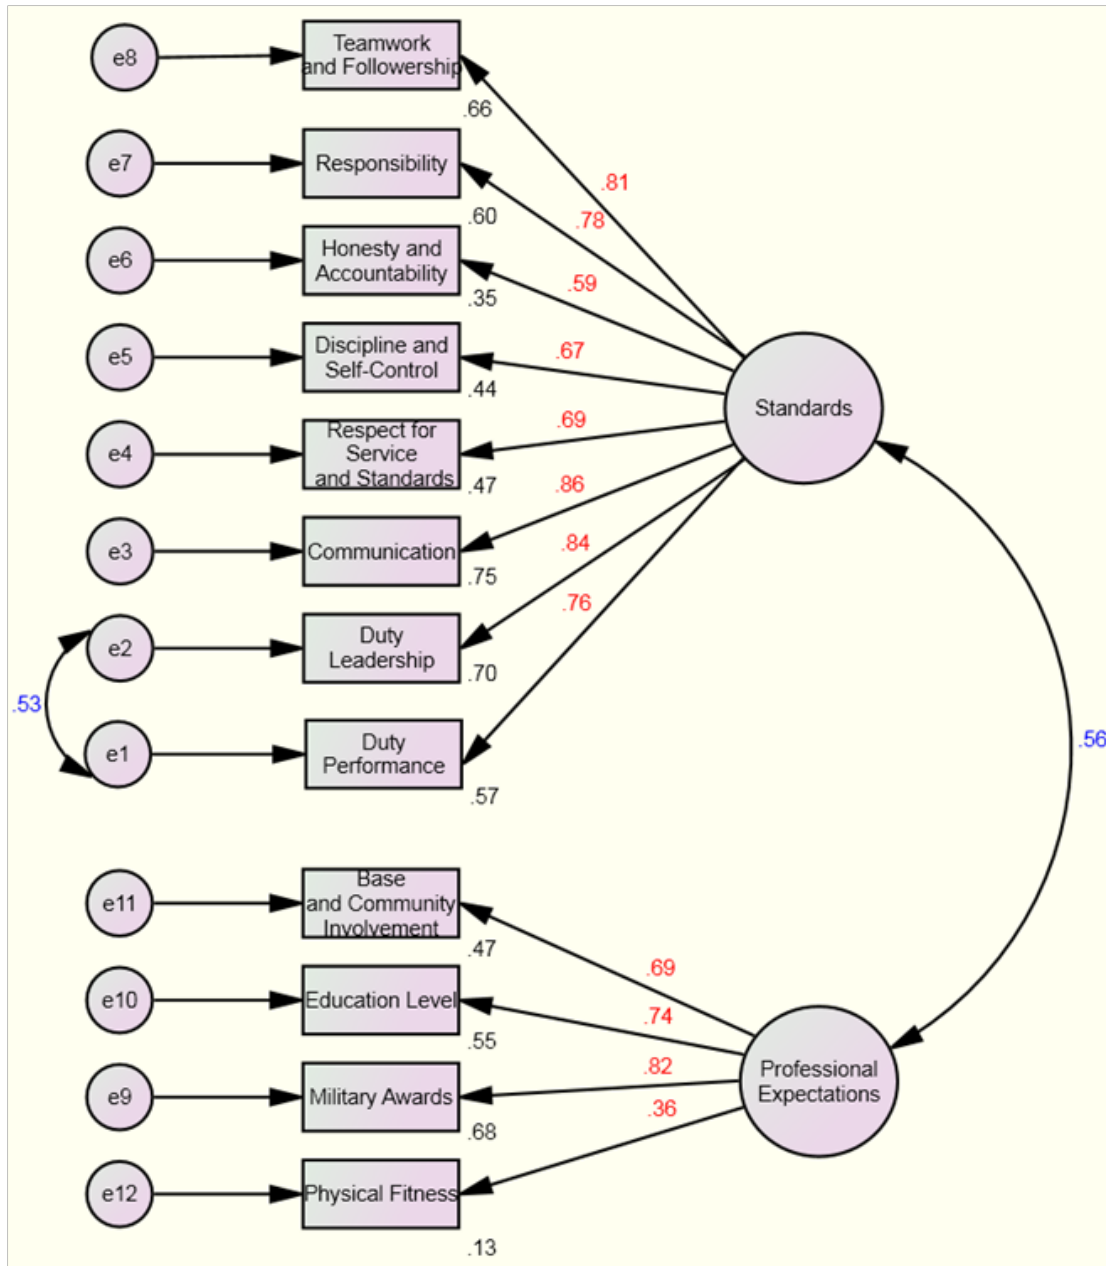 e8
Teamwork
and Followership
.66
e7
Responsibility
.60
.81
.78
e6
Honesty and
Accountability
.35
.59
e5
Discipline and
Self-Control
.44
.67
Standards
e4
Respect for
Service
and Standards
.47
.69
e3
Communication
.75
.86
e2
Duty
Leadership
.70
.84
.53
e1
Duty
Performance
.57
.76
.56
e11
Base
and Community
Involvement
.47
.69
e10
Education Level
.55
.74
Professional
Expectations
e9
Military Awards
.68
.82
e12
Physical Fitness
.13
.36